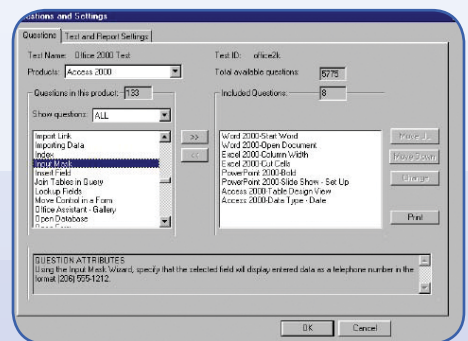 Questions and Settings
Questions
Test and Report Settings
Test Name: Office 2000 Test
Test ID: office2k
Products: Access 2000
Total available questions: 5775
Questions in this product: 133
Included Questions: 8
Show questions: ALL
Import Link
Importing Data
Index
Input Mask
Insert Field
Join Tables in Query
Lookup Fields
Move Control in a Form
Office Assistant - Gallery
Open Database
>>
<<
Word 2000-Start Word
Word 2000-Open Document
Excel 2000-Column Width
Excel 2000-Cut Cells
PowerPoint 2000-Bold
PowerPoint 2000-Slide Show - Set Up
Access 2000-Table Design View
Access 2000-Data Type - Date
Move Up
Move Down
Change
Print
QUESTION ATTRIBUTES
Using the Input Mask Wizard, specify that the selected field will display entered data as a telephone number in the
format (206) 555-1212.
OK
Cancel